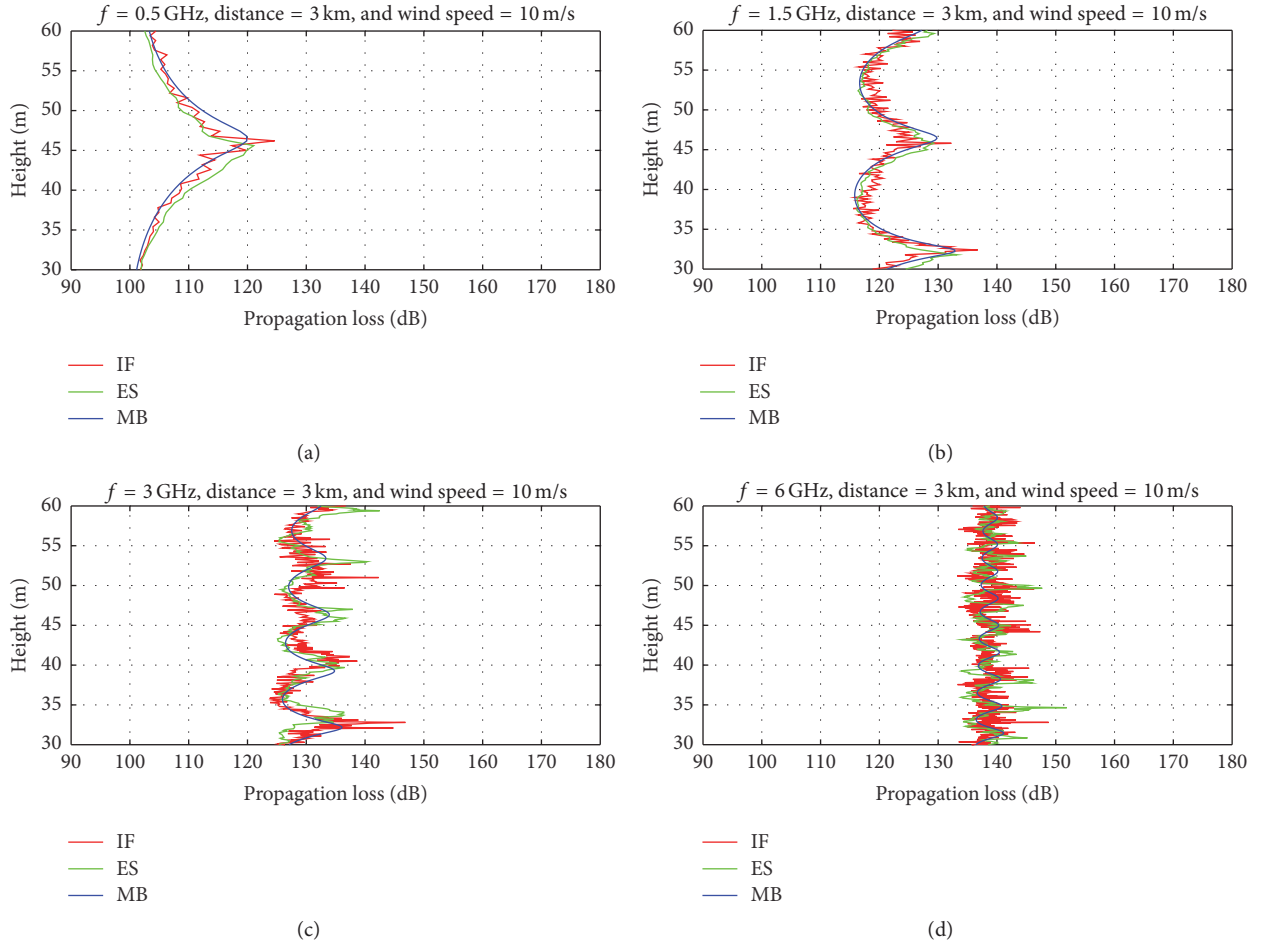 f = 0.5 GHz, distance = 3 km, and wind speed = 10 m/s
60
55
50
45
40
35
30
Height (m)
90 100 110 120 130 140 150 160 170 180
Propagation loss (dB)
IF
ES
MB
(a)
f = 1.5 GHz, distance = 3 km, and wind speed = 10 m/s
60
55
50
45
40
35
30
Height (m)
90 100 110 120 130 140 150 160 170 180
Propagation loss (dB)
IF
ES
MB
(b)
f = 3 GHz, distance = 3 km, and wind speed = 10 m/s
60
55
50
45
40
35
30
Height (m)
90 100 110 120 130 140 150 160 170 180
Propagation loss (dB)
IF
ES
MB
(c)
f = 6 GHz, distance = 3 km, and wind speed = 10 m/s
60
55
50
45
40
35
30
Height (m)
90 100 110 120 130 140 150 160 170 180
Propagation loss (dB)
IF
ES
MB
(d)